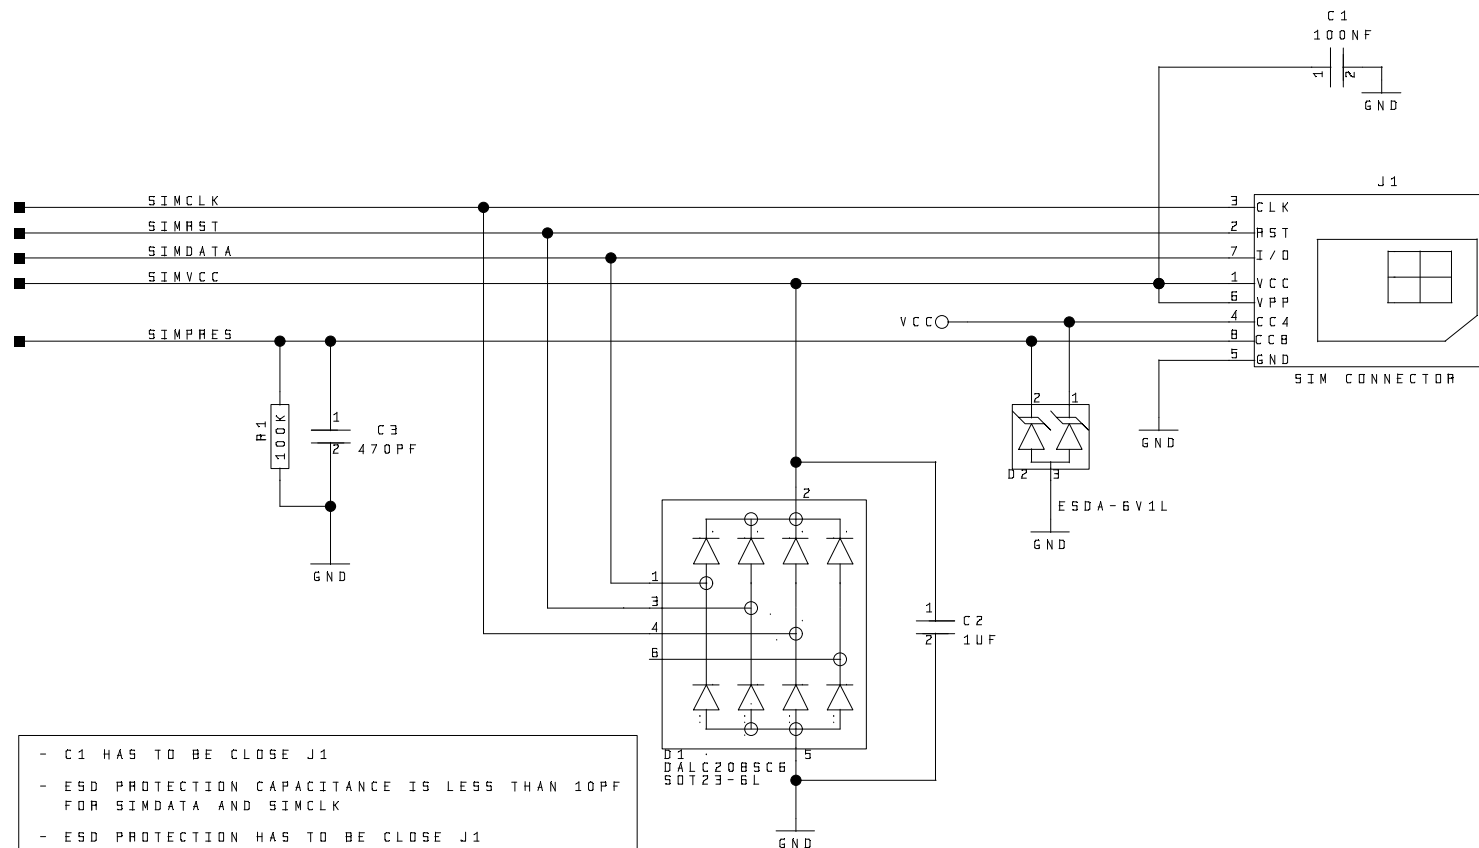 C1
100NF
1
2
GND
J1
SIMCLK
3
CLK
SIMRST
2
RST
SIMDATA
7
I/O
SIMVCC
1
VCC
6
VPP
VCC
4
CC4
SIMPRES
8
CC8
5
GND
SIM CONNECTOR
R1
100K
1
2
C3
470PF
GND
2
1
D2
3
ESDA-6V1L
GND
GND
2
1
3
4
6
5
D1
DALC208SC6
SOT23-6L
1
2
C2
1UF
GND
- C1 HAS TO BE CLOSE J1
- ESD PROTECTION CAPACITANCE IS LESS THAN 10PF
FOR SIMDATA AND SIMCLK
- ESD PROTECTION HAS TO BE CLOSE J1